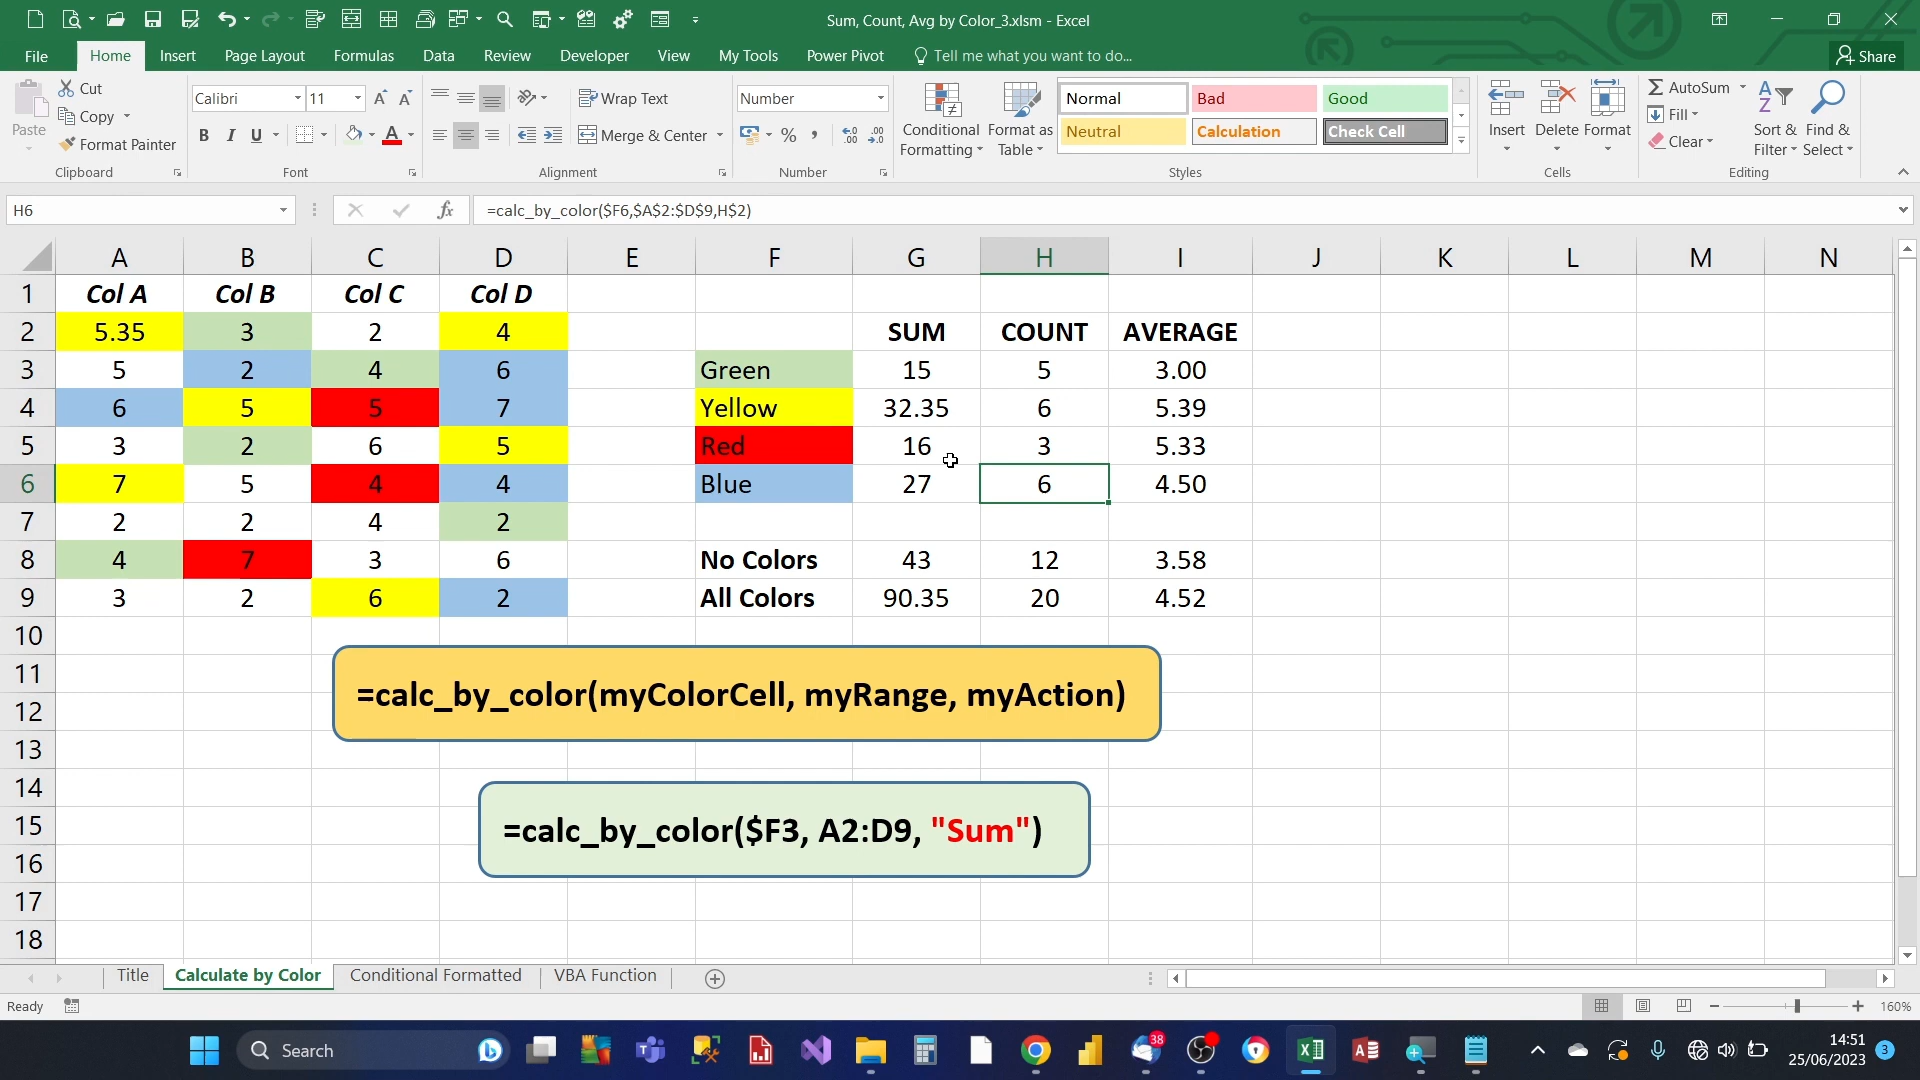 Sum, Count, Avg by Color_3.xlsm - Excel
File Home Insert Page Layout Formulas Data Review Developer View My Tools Power Pivot Tell me what you want to do... Share
Paste Cut Copy Format Painter Clipboard
Calibri 11 B I U A Font
Wrap Text Merge & Center Alignment
Number % , Number
Conditional Formatting Format as Table
Normal Bad Good
Neutral Calculation Check Cell
Styles
Insert Delete Format Cells
AutoSum Fill Clear Sort & Filter Find & Select Editing
H6 fx =calc_by_color($F6,$A$2:$D$9,H$2)
A B C D E F G H I J K L M N
1 Col A Col B Col C Col D
2 5.35 3 2 4 SUM COUNT AVERAGE
3 5 2 4 6 Green 15 5 3.00
4 6 5 5 7 Yellow 32.35 6 5.39
5 3 2 6 5 Red 16 3 5.33
6 7 5 4 4 Blue 27 6 4.50
7 2 2 4 2
8 4 7 3 6 No Colors 43 12 3.58
9 3 2 6 2 All Colors 90.35 20 4.52
10
11
=calc_by_color(myColorCell, myRange, myAction)
12
13
14
15
=calc_by_color($F3, A2:D9, "Sum")
16
17
18
Title Calculate by Color Conditional Formatted VBA Function
Ready 160%
Search 38 14:51
25/06/2023 3